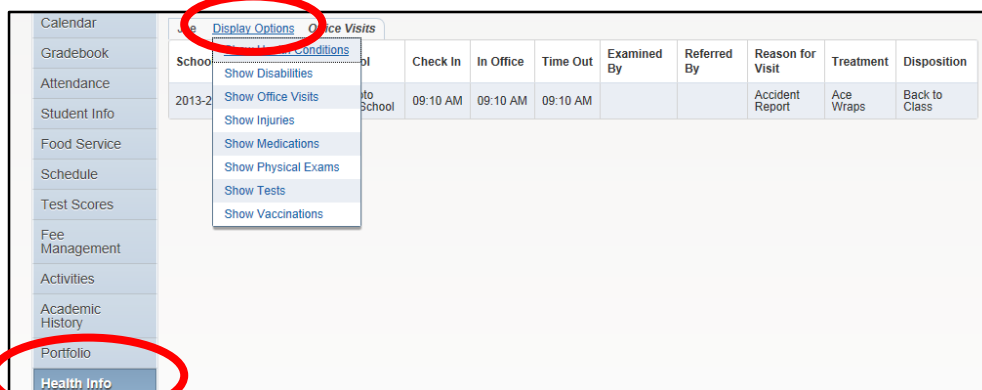 Calendar
Gradebook
Attendance
Student Info
Food Service
Schedule
Test Scores
Fee
Management
Activities
Academic
History
Portfolio
Health Info
Display Options Office Visits
Conditions
Show Disabilities
Show Office Visits
Show Injuries
Show Medications
Show Physical Exams
Show Tests
Show Vaccinations
Check In In Office Time Out Examined By Referred By Reason for Visit Treatment Disposition
School 09:10 AM 09:10 AM 09:10 AM Accident Report Ace Wraps Back to Class